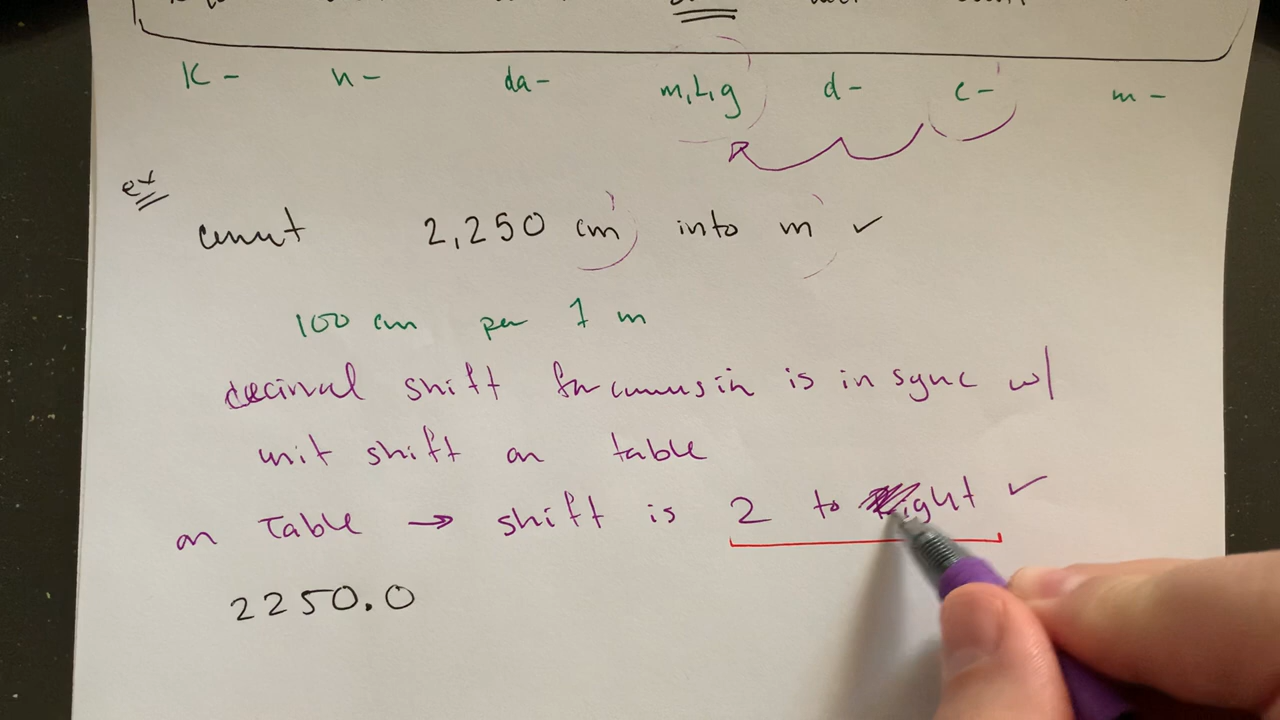 K -   h -   da -   m, L, g   d -   c -   m -
ex
convert 2,250 cm into m ✓
100 cm per 1 m
decimal shift for conversion is in sync w/
unit shift on table
on Table → shift is 2 to right ✓
2250.0